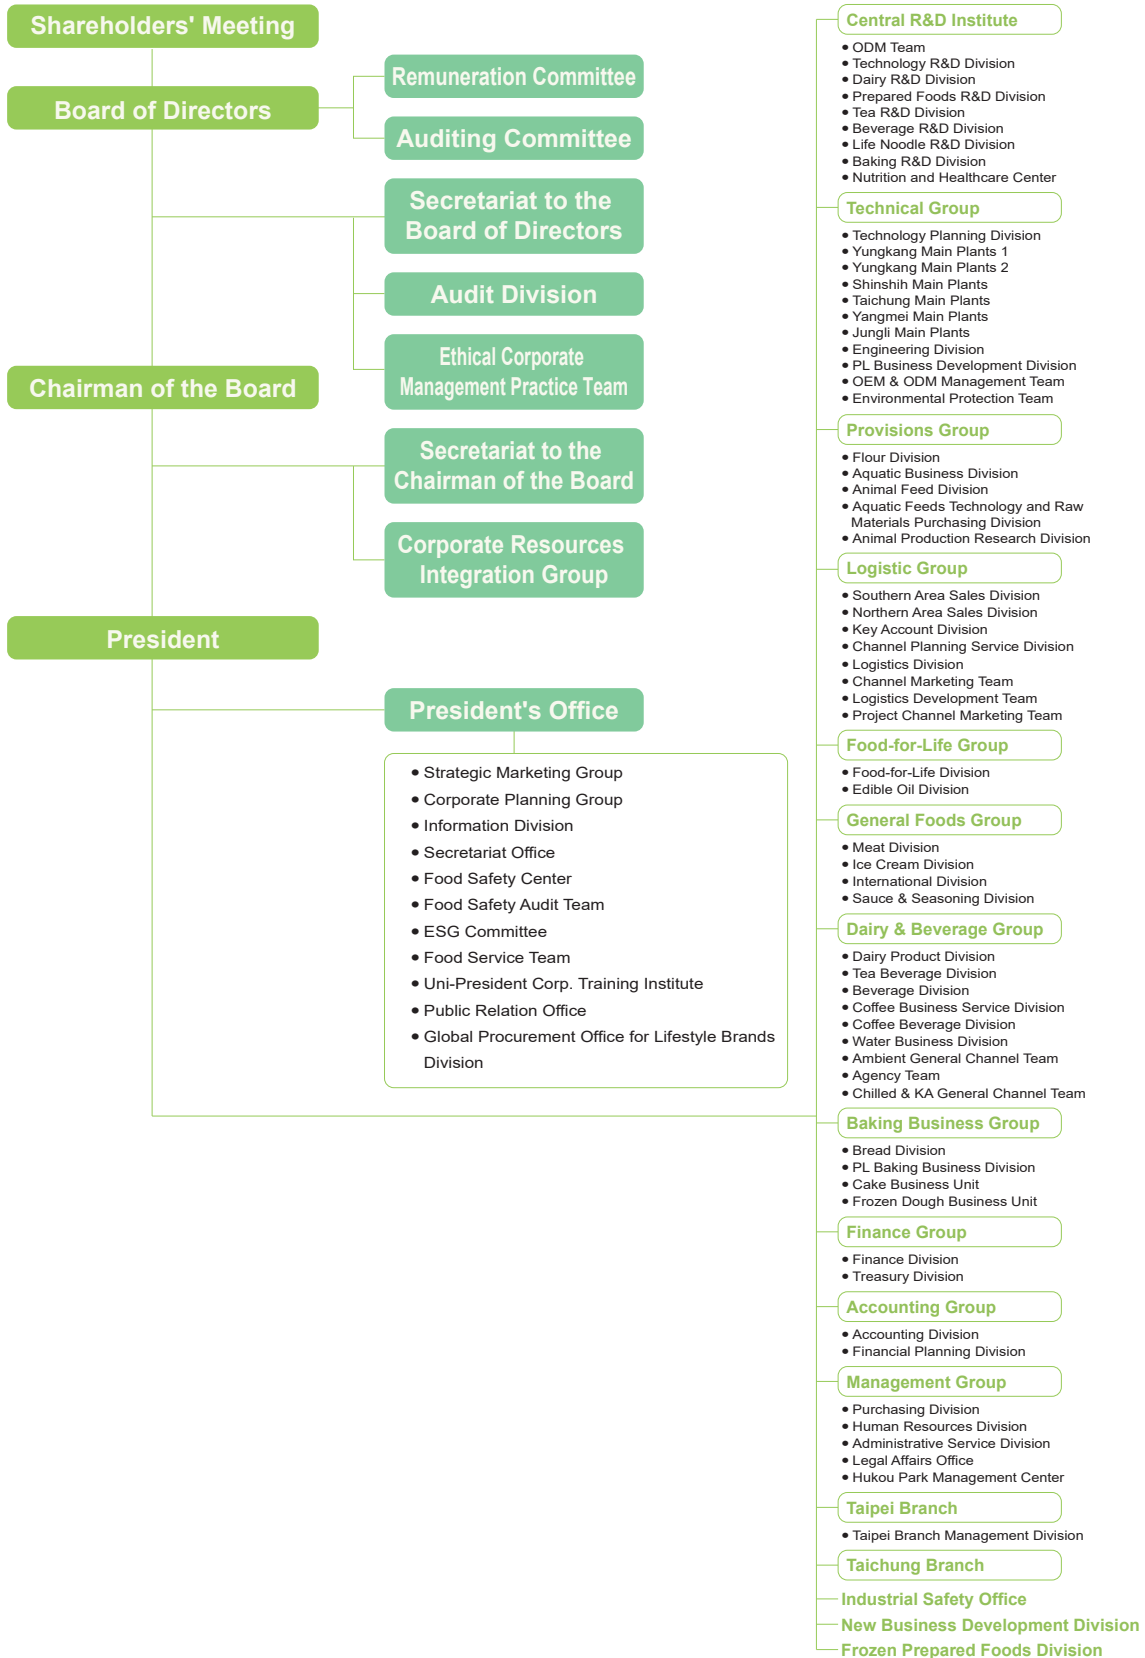 Shareholders' Meeting
Board of Directors
Remuneration Committee
Auditing Committee
Secretariat to the
Board of Directors
Audit Division
Ethical Corporate
Management Practice Team
Chairman of the Board
Secretariat to the
Chairman of the Board
Corporate Resources
Integration Group
President
President's Office
• Strategic Marketing Group
• Corporate Planning Group
• Information Division
• Secretariat Office
• Food Safety Center
• Food Safety Audit Team
• ESG Committee
• Food Service Team
• Uni-President Corp. Training Institute
• Public Relation Office
• Global Procurement Office for Lifestyle Brands
Division
Central R&D Institute
• ODM Team
• Technology R&D Division
• Dairy R&D Division
• Prepared Foods R&D Division
• Tea R&D Division
• Beverage R&D Division
• Life Noodle R&D Division
• Baking R&D Division
• Nutrition and Healthcare Center
Technical Group
• Technology Planning Division
• Yungkang Main Plants 1
• Yungkang Main Plants 2
• Shinshih Main Plants
• Taichung Main Plants
• Yangmei Main Plants
• Jungli Main Plants
• Engineering Division
• PL Business Development Division
• OEM & ODM Management Team
• Environmental Protection Team
Provisions Group
• Flour Division
• Aquatic Business Division
• Animal Feed Division
• Aquatic Feeds Technology and Raw
Materials Purchasing Division
• Animal Production Research Division
Logistic Group
• Southern Area Sales Division
• Northern Area Sales Division
• Key Account Division
• Channel Planning Service Division
• Logistics Division
• Channel Marketing Team
• Logistics Development Team
• Project Channel Marketing Team
Food-for-Life Group
• Food-for-Life Division
• Edible Oil Division
General Foods Group
• Meat Division
• Ice Cream Division
• International Division
• Sauce & Seasoning Division
Dairy & Beverage Group
• Dairy Product Division
• Tea Beverage Division
• Beverage Division
• Coffee Business Service Division
• Coffee Beverage Division
• Water Business Division
• Ambient General Channel Team
• Agency Team
• Chilled & KA General Channel Team
Baking Business Group
• Bread Division
• PL Baking Business Division
• Cake Business Unit
• Frozen Dough Business Unit
Finance Group
• Finance Division
• Treasury Division
Accounting Group
• Accounting Division
• Financial Planning Division
Management Group
• Purchasing Division
• Human Resources Division
• Administrative Service Division
• Legal Affairs Office
• Hukou Park Management Center
Taipei Branch
• Taipei Branch Management Division
Taichung Branch
Industrial Safety Office
New Business Development Division
Frozen Prepared Foods Division